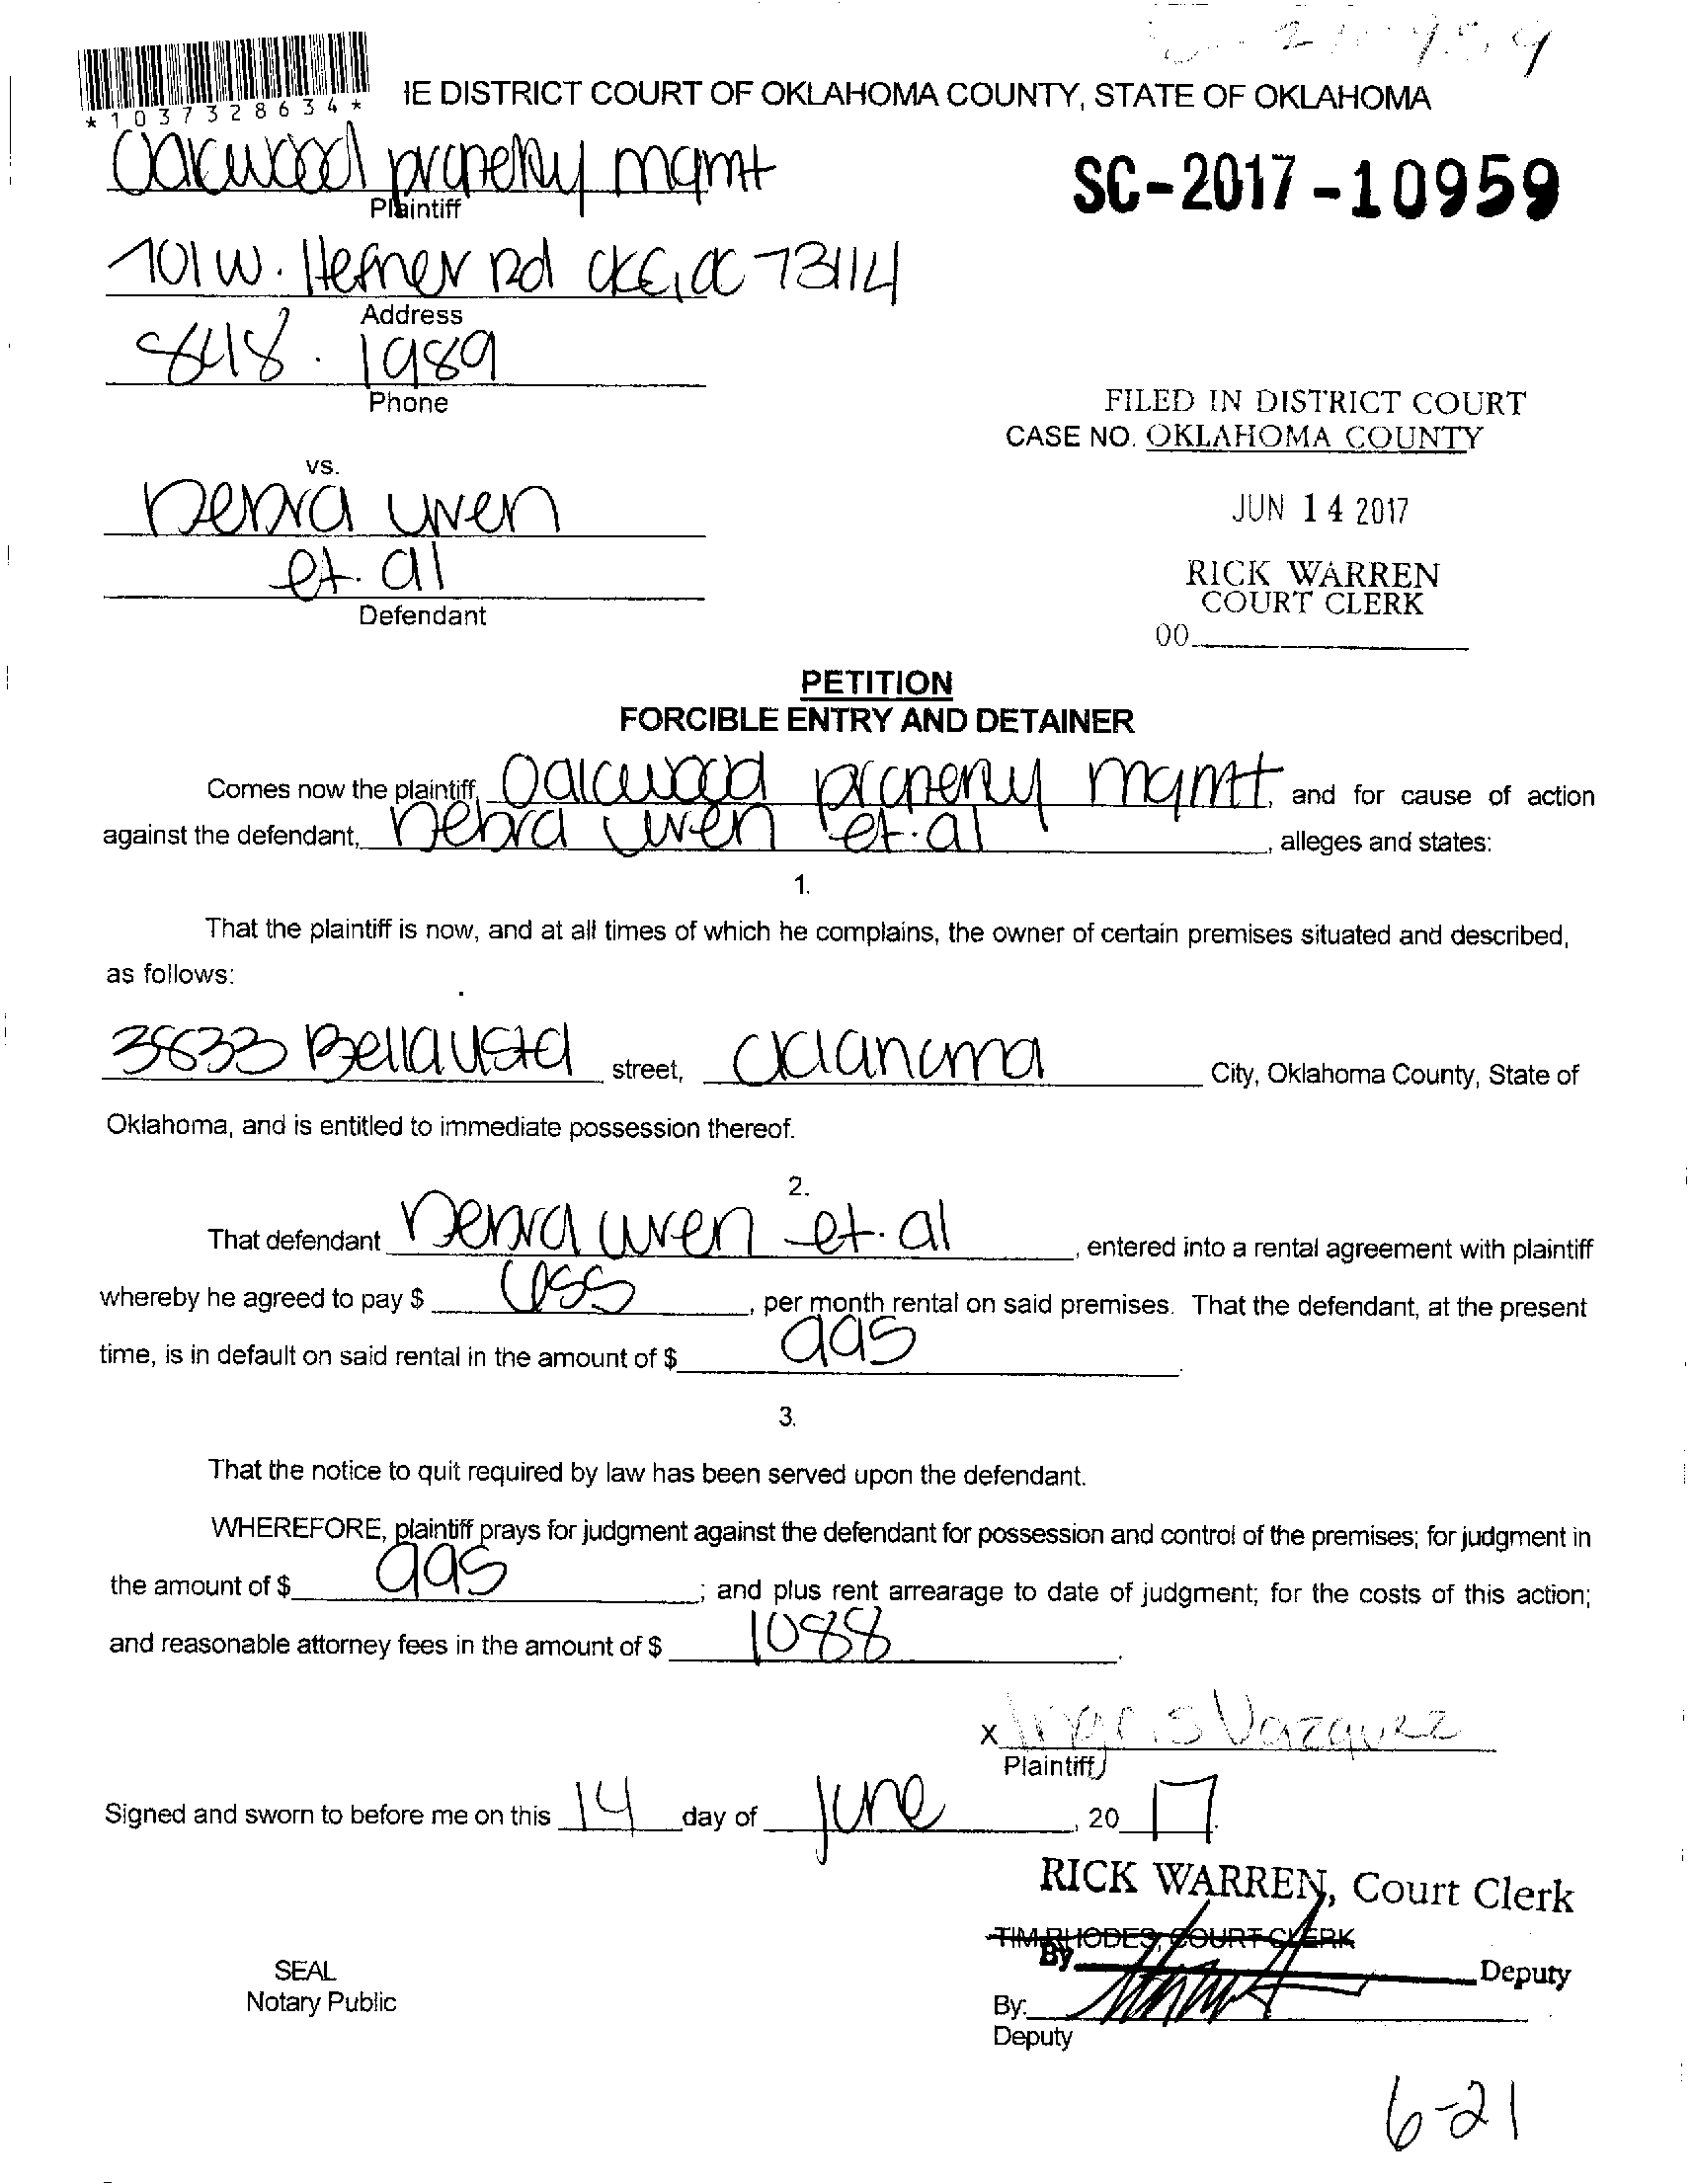 *1037328634*
IE DISTRICT COURT OF OKLAHOMA COUNTY, STATE OF OKLAHOMA
Oakwood property mgmt
Plaintiff
SC-2017-10959
101 W. Hefner Rd OKC, OK 73114
Address
848. 1989
Phone
FILED IN DISTRICT COURT
CASE NO. OKLAHOMA COUNTY
vs.
Debra uren
et. al
Defendant
JUN 14 2017
RICK WARREN
COURT CLERK
00
PETITION
FORCIBLE ENTRY AND DETAINER
Comes now the plaintiff, Oakwood property mgmt, and for cause of action
against the defendant, Debra uren et. al, alleges and states:
1.
That the plaintiff is now, and at all times of which he complains, the owner of certain premises situated and described,
as follows:
3833 Bellavista street, Oklahoma City, Oklahoma County, State of
Oklahoma, and is entitled to immediate possession thereof.
2.
That defendant Debra uren et. al, entered into a rental agreement with plaintiff
whereby he agreed to pay $ , per month rental on said premises. That the defendant, at the present
time, is in default on said rental in the amount of $ 995.
3.
That the notice to quit required by law has been served upon the defendant.
WHEREFORE, plaintiff prays for judgment against the defendant for possession and control of the premises; for judgment in
the amount of $ 995; and plus rent arrearage to date of judgment; for the costs of this action;
and reasonable attorney fees in the amount of $ 1088.
X Vazquez
Plaintiff
Signed and sworn to before me on this 14 day of June, 20 17.
RICK WARREN, Court Clerk
TIM RHODES, COURT CLERK
By Deputy
SEAL
Notary Public
By:
Deputy
6-21